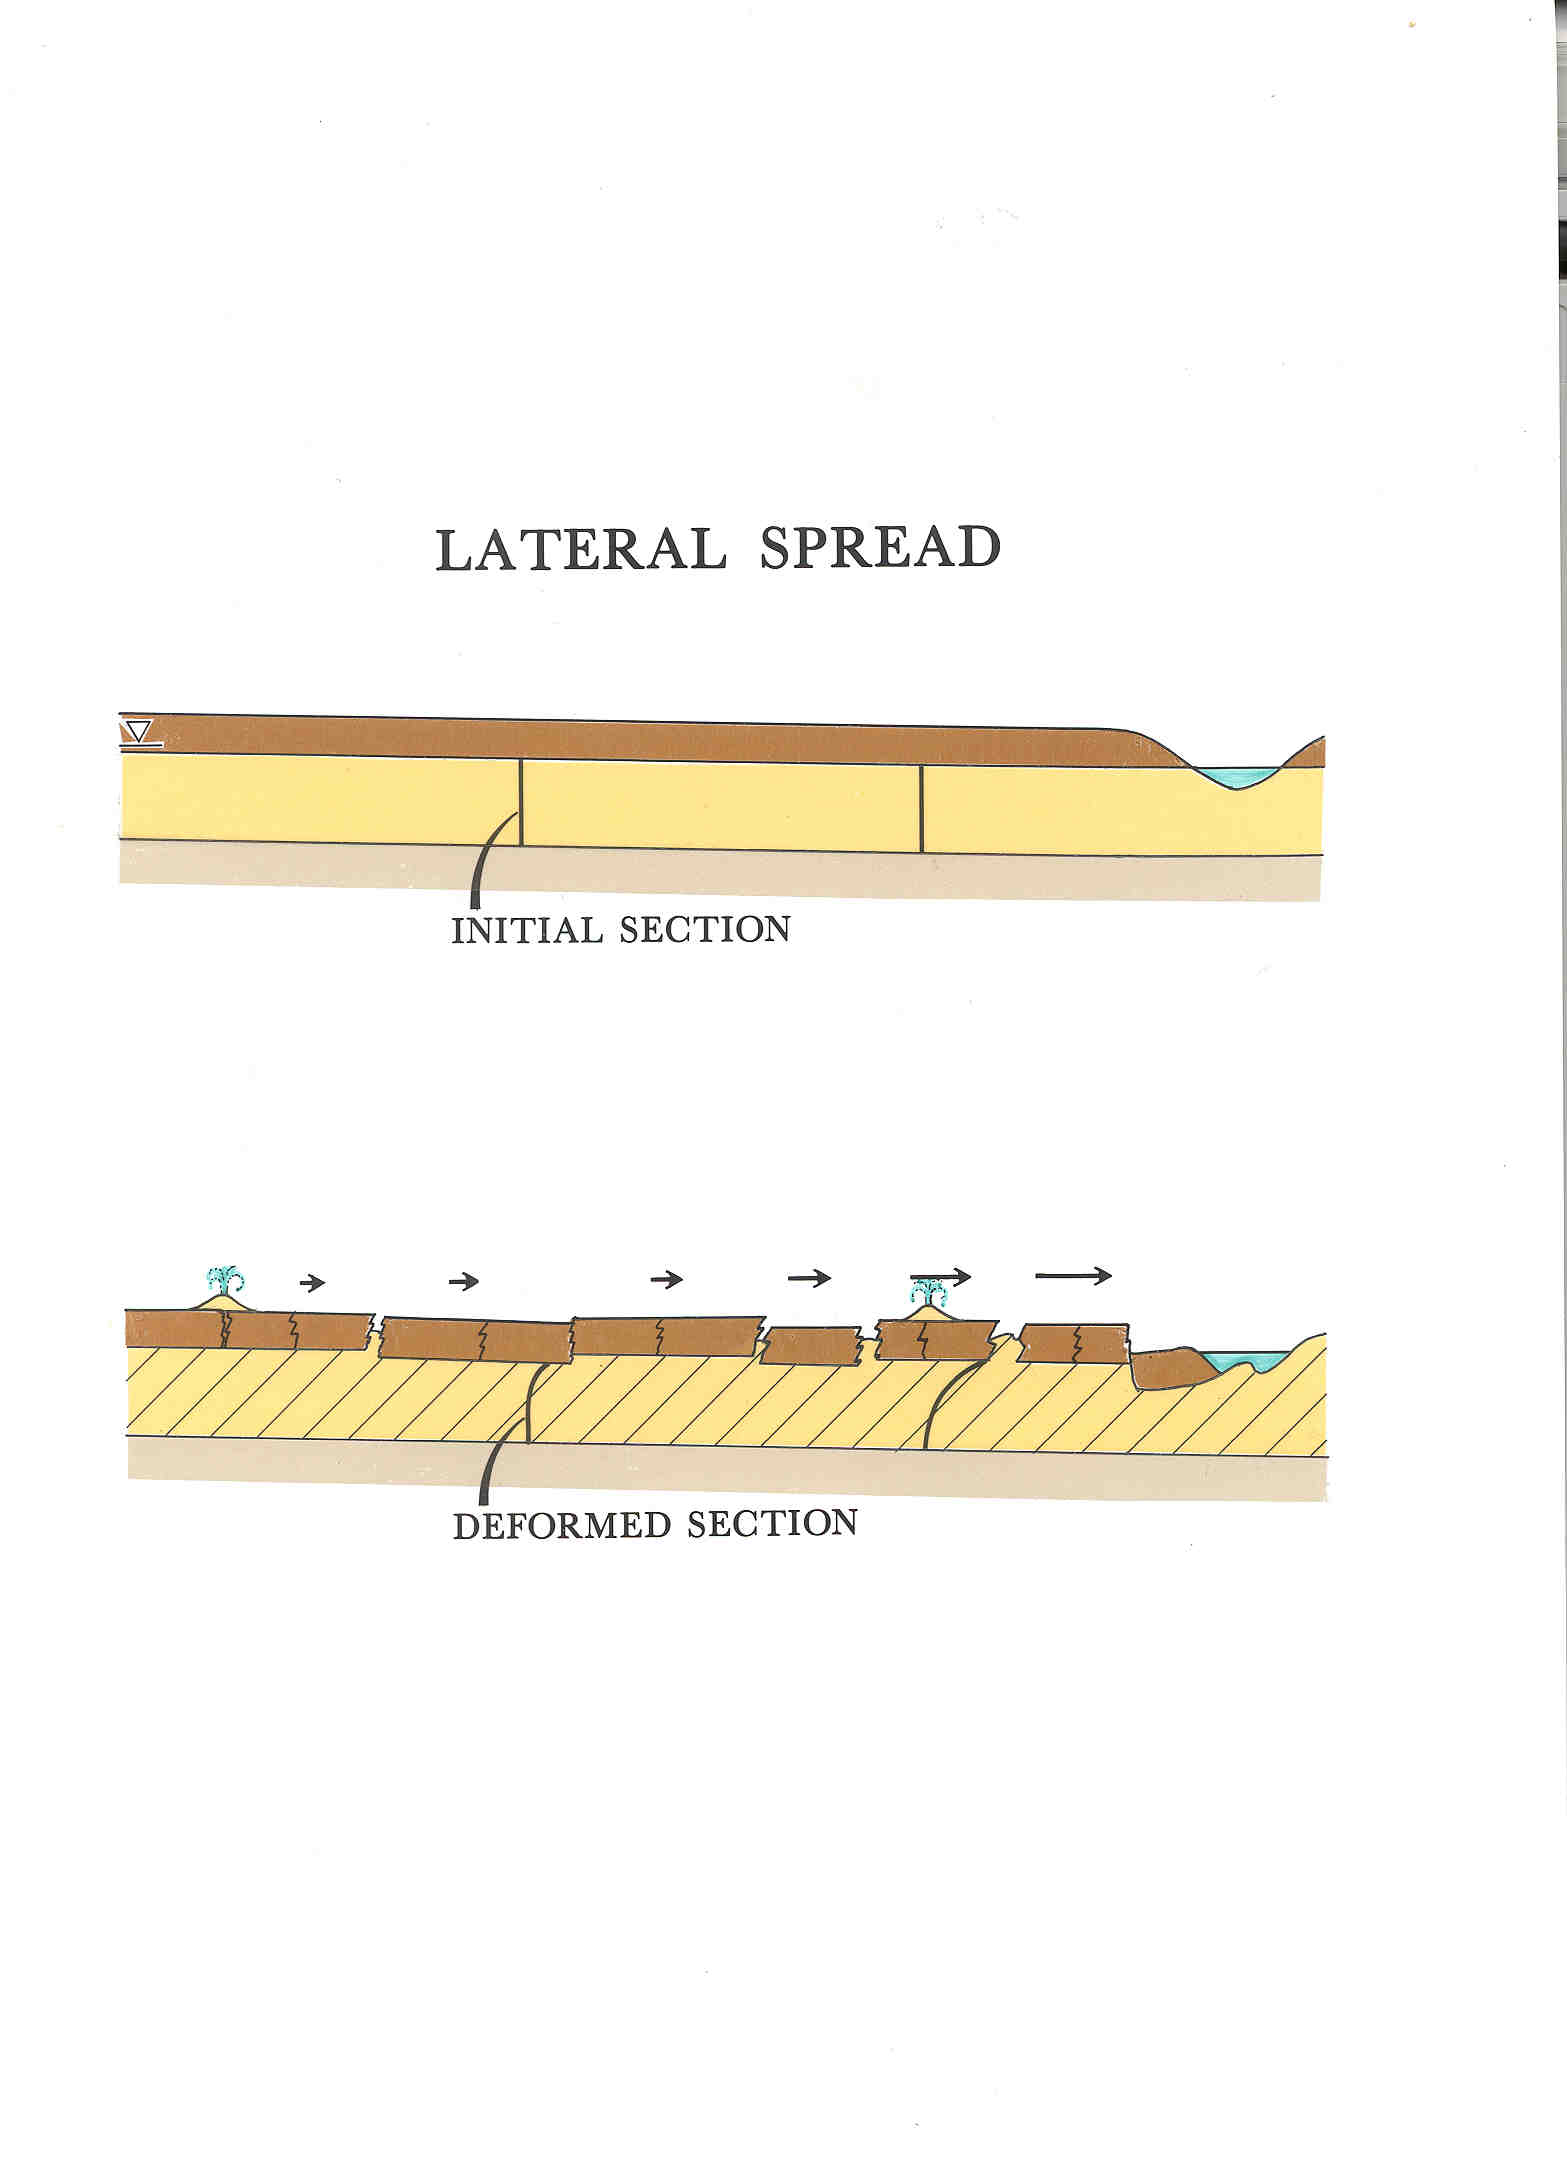 LATERAL SPREAD
INITIAL SECTION
DEFORMED SECTION